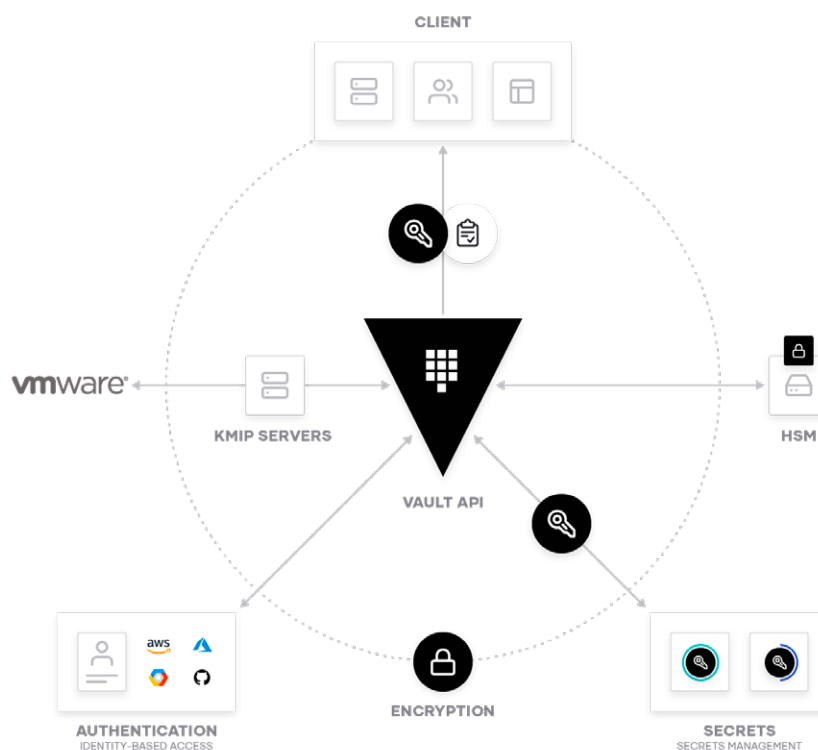 CLIENT
vmware®
KMIP SERVERS
HSM
VAULT API
aws
ENCRYPTION
AUTHENTICATION
IDENTITY-BASED ACCESS
SECRETS
SECRETS MANAGEMENT